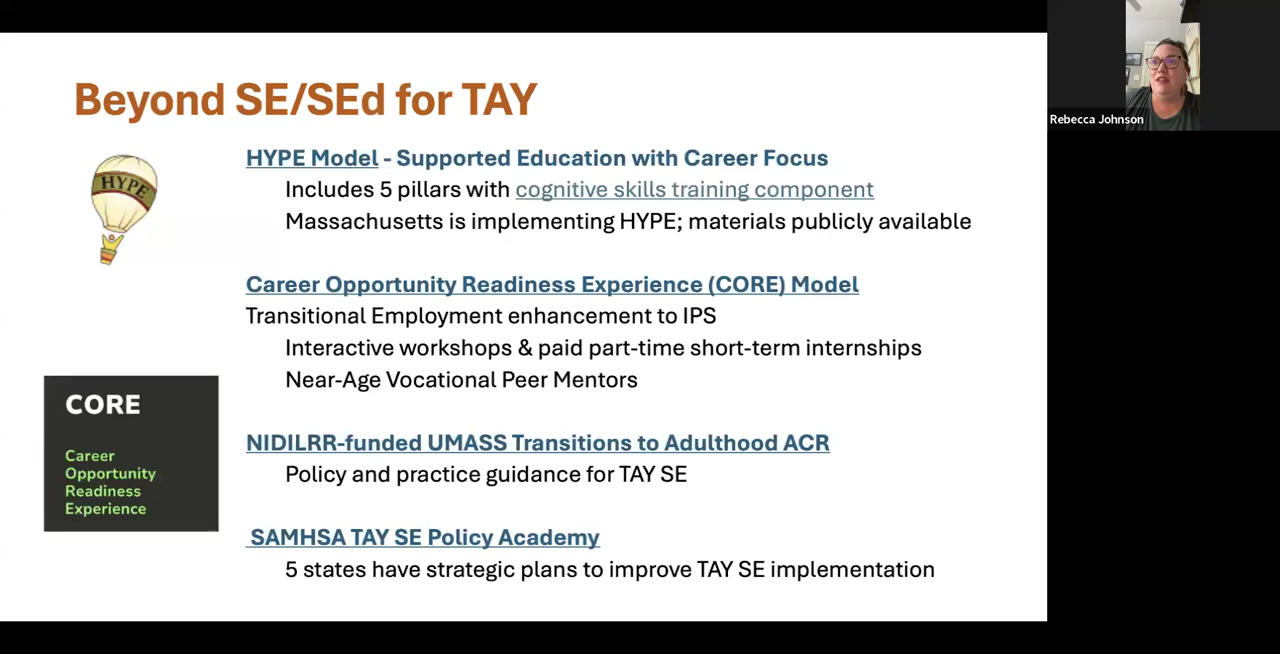 Beyond SE/SEd for TAY
HYPE
HYPE Model - Supported Education with Career Focus
Includes 5 pillars with cognitive skills training component
Massachusetts is implementing HYPE; materials publicly available
Career Opportunity Readiness Experience (CORE) Model
Transitional Employment enhancement to IPS
Interactive workshops & paid part-time short-term internships
Near-Age Vocational Peer Mentors
CORE
Career
Opportunity
Readiness
Experience
NIDILRR-funded UMASS Transitions to Adulthood ACR
Policy and practice guidance for TAY SE
SAMHSA TAY SE Policy Academy
5 states have strategic plans to improve TAY SE implementation
Rebecca Johnson